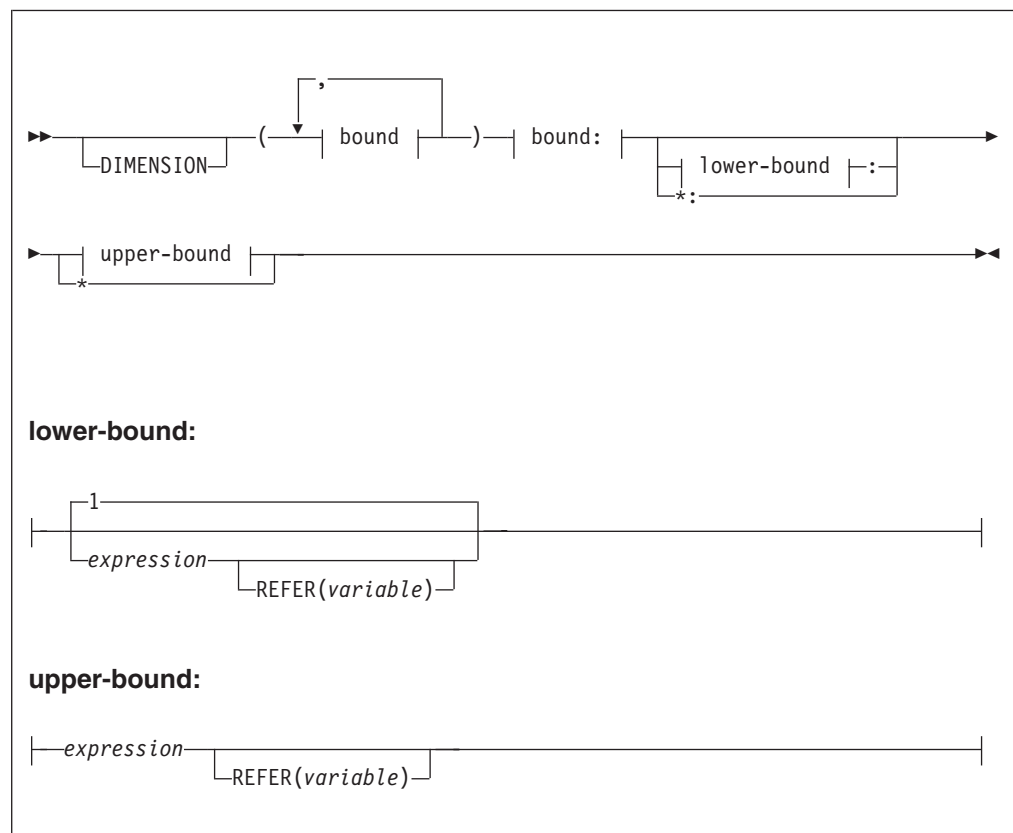 ,
( bound ) bound:
DIMENSION lower-bound :
*:
upper-bound
*
lower-bound:
1
expression
REFER(variable)
upper-bound:
expression
REFER(variable)